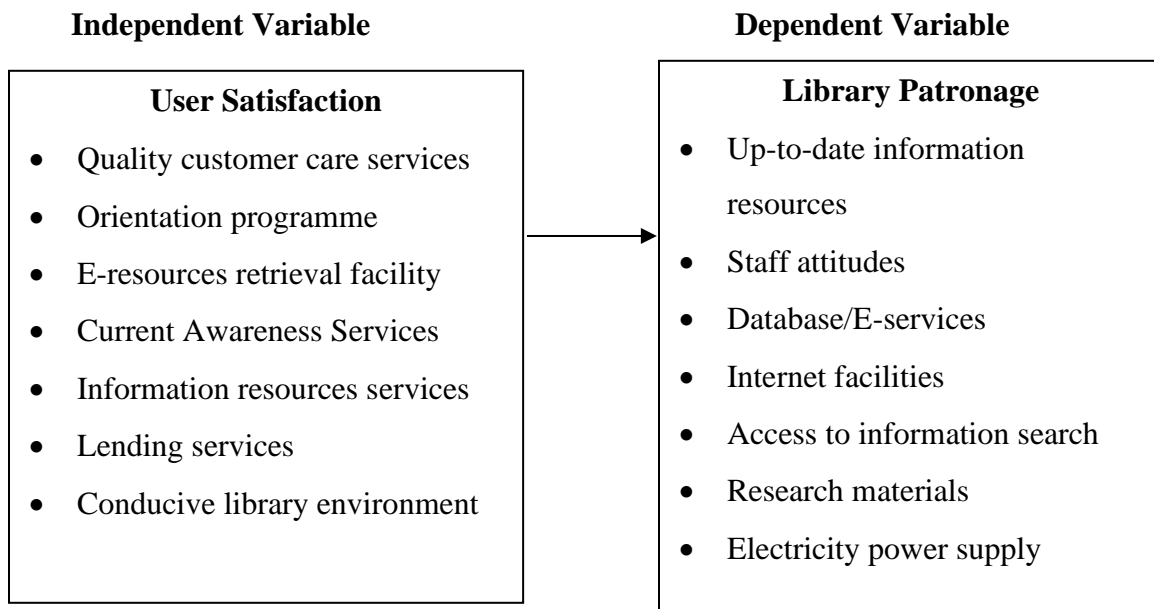 Independent Variable
User Satisfaction
• Quality customer care services
• Orientation programme
• E-resources retrieval facility
• Current Awareness Services
• Information resources services
• Lending services
• Conducive library environment
Dependent Variable
Library Patronage
• Up-to-date information
resources
• Staff attitudes
• Database/E-services
• Internet facilities
• Access to information search
• Research materials
• Electricity power supply